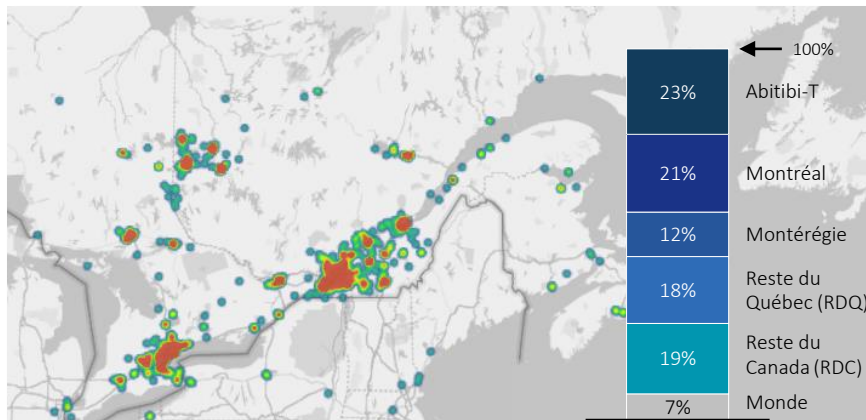 100%
23%
Abitibi-T
21%
Montréal
12%
Montérégie
18%
Reste du
Québec (RDQ)
19%
Reste du
Canada (RDC)
7%
Monde